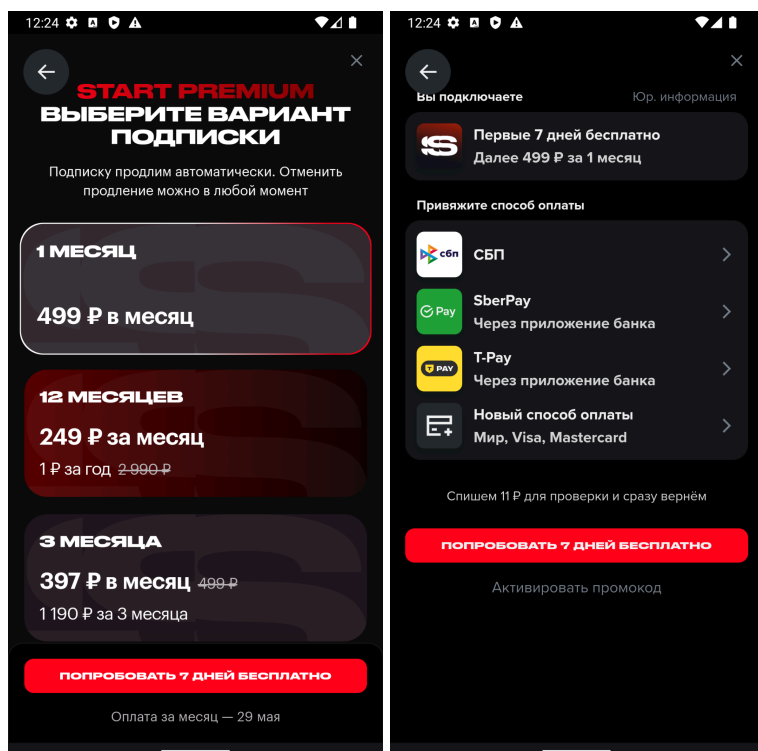 12:24
START PREMIUM
ВЫБЕРИТЕ ВАРИАНТ
ПОДПИСКИ
Подписку продлим автоматически. Отменить
продление можно в любой момент
1 МЕСЯЦ
499 ₽ в месяц
12 МЕСЯЦЕВ
249 ₽ за месяц
1 ₽ за год 2 990 ₽
3 МЕСЯЦА
397 ₽ в месяц 499 ₽
1 190 ₽ за 3 месяца
ПОПРОБОВАТЬ 7 ДНЕЙ БЕСПЛАТНО
Оплата за месяц — 29 мая
12:24
Вы подключаете Юр. информация
Первые 7 дней бесплатно
Далее 499 ₽ за 1 месяц
Привяжите способ оплаты
сбп СБП
SberPay
Pay
Через приложение банка
T-Pay
PAY
Через приложение банка
Новый способ оплаты
Мир, Visa, Mastercard
Спишем 11 ₽ для проверки и сразу вернём
ПОПРОБОВАТЬ 7 ДНЕЙ БЕСПЛАТНО
Активировать промокод